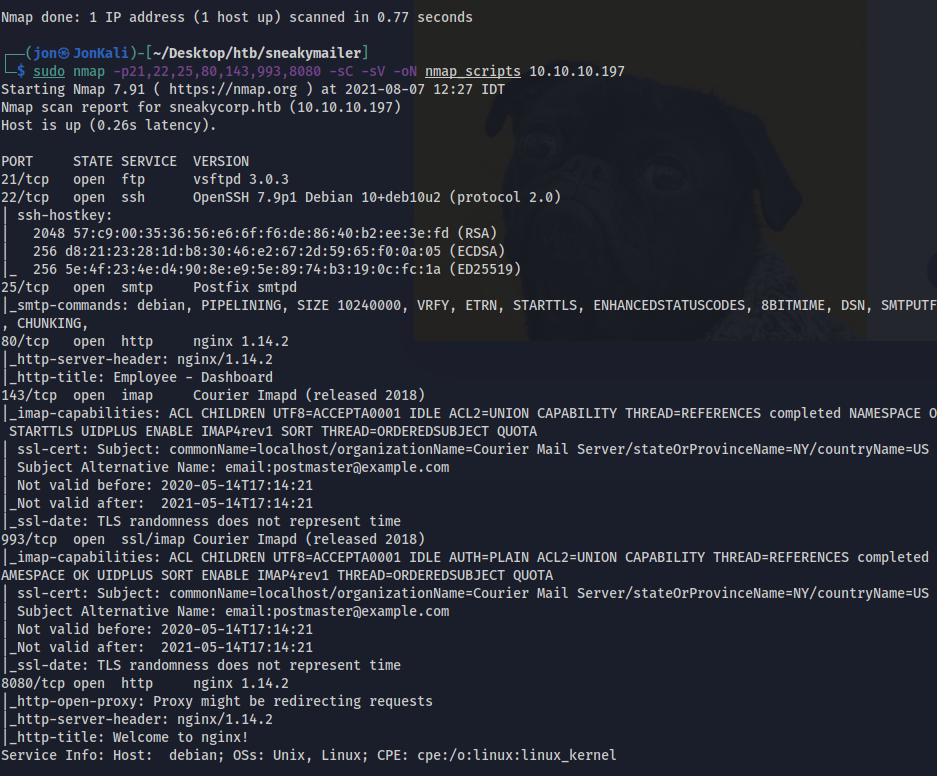 Nmap done: 1 IP address (1 host up) scanned in 0.77 seconds
┌──(jon㉿JonKali)-[~/Desktop/htb/sneakymailer]
└─$ sudo nmap -p21,22,25,80,143,993,8080 -sC -sV -oN nmap_scripts 10.10.10.197
Starting Nmap 7.91 ( https://nmap.org ) at 2021-08-07 12:27 IDT
Nmap scan report for sneakycorp.htb (10.10.10.197)
Host is up (0.26s latency).
PORT     STATE SERVICE  VERSION
21/tcp   open  ftp      vsftpd 3.0.3
22/tcp   open  ssh      OpenSSH 7.9p1 Debian 10+deb10u2 (protocol 2.0)
| ssh-hostkey:
|   2048 57:c9:00:35:36:56:e6:6f:f6:de:86:40:b2:ee:3e:fd (RSA)
|   256 d8:21:23:28:1d:b8:30:46:e2:67:2d:59:65:f0:0a:05 (ECDSA)
|_  256 5e:4f:23:4e:d4:90:8e:e9:5e:89:74:b3:19:0c:fc:1a (ED25519)
25/tcp   open  smtp     Postfix smtpd
|_smtp-commands: debian, PIPELINING, SIZE 10240000, VRFY, ETRN, STARTTLS, ENHANCEDSTATUSCODES, 8BITMIME, DSN, SMTPUTF
, CHUNKING,
80/tcp   open  http     nginx 1.14.2
|_http-server-header: nginx/1.14.2
|_http-title: Employee - Dashboard
143/tcp  open  imap     Courier Imapd (released 2018)
|_imap-capabilities: ACL CHILDREN UTF8=ACCEPTA0001 IDLE ACL2=UNION CAPABILITY THREAD=REFERENCES completed NAMESPACE O
 STARTTLS UIDPLUS ENABLE IMAP4rev1 SORT THREAD=ORDEREDSUBJECT QUOTA
| ssl-cert: Subject: commonName=localhost/organizationName=Courier Mail Server/stateOrProvinceName=NY/countryName=US
| Subject Alternative Name: email:postmaster@example.com
| Not valid before: 2020-05-14T17:14:21
|_Not valid after:  2021-05-14T17:14:21
|_ssl-date: TLS randomness does not represent time
993/tcp  open  ssl/imap Courier Imapd (released 2018)
|_imap-capabilities: ACL CHILDREN UTF8=ACCEPTA0001 IDLE AUTH=PLAIN ACL2=UNION CAPABILITY THREAD=REFERENCES completed
AMESPACE OK UIDPLUS SORT ENABLE IMAP4rev1 THREAD=ORDEREDSUBJECT QUOTA
| ssl-cert: Subject: commonName=localhost/organizationName=Courier Mail Server/stateOrProvinceName=NY/countryName=US
| Subject Alternative Name: email:postmaster@example.com
| Not valid before: 2020-05-14T17:14:21
|_Not valid after:  2021-05-14T17:14:21
|_ssl-date: TLS randomness does not represent time
8080/tcp open  http     nginx 1.14.2
|_http-open-proxy: Proxy might be redirecting requests
|_http-server-header: nginx/1.14.2
|_http-title: Welcome to nginx!
Service Info: Host:  debian; OSs: Unix, Linux; CPE: cpe:/o:linux:linux_kernel